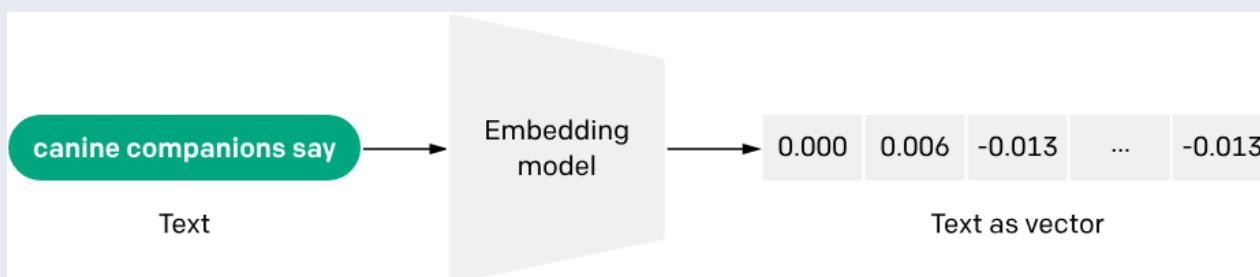 canine companions say
Embedding
model
0.000 0.006 -0.013 ... -0.013
Text
Text as vector